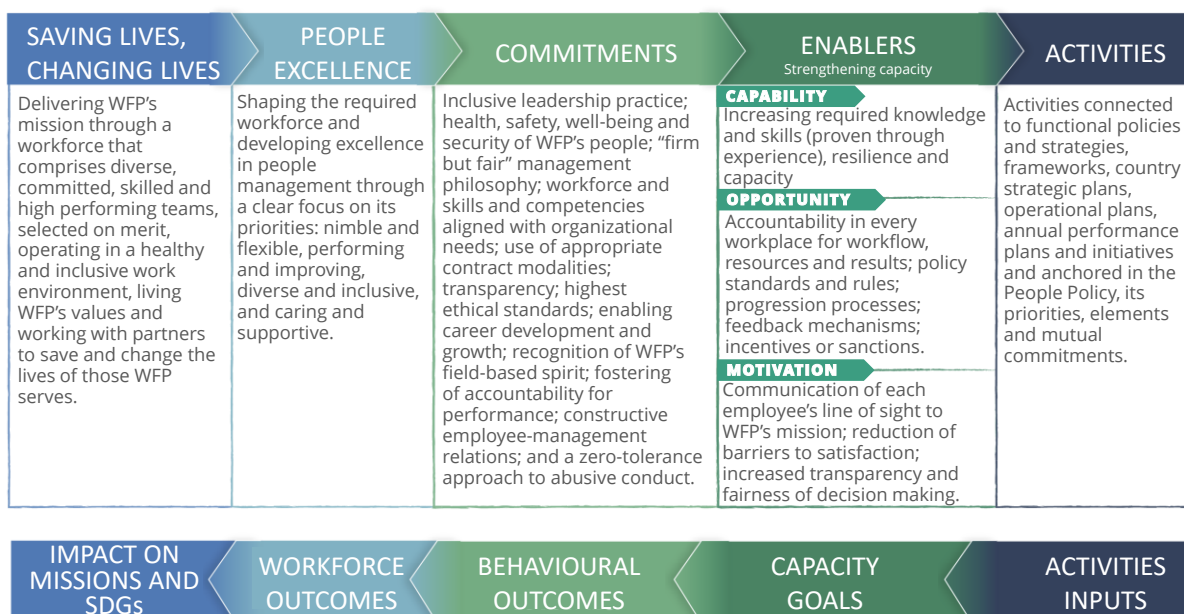 SAVING LIVES,
CHANGING LIVES
PEOPLE
EXCELLENCE
COMMITMENTS
ENABLERS
Strengthening capacity
ACTIVITIES
Delivering WFP's
mission through a
workforce that
comprises diverse,
committed, skilled and
high performing teams,
selected on merit,
operating in a healthy
and inclusive work
environment, living
WFP's values and
working with partners
to save and change the
lives of those WFP
serves.
Shaping the required
workforce and
developing excellence
in people
management through
a clear focus on its
priorities: nimble and
flexible, performing
and improving,
diverse and inclusive,
and caring and
supportive.
Inclusive leadership practice;
health, safety, well-being and
security of WFP's people; “firm
but fair” management
philosophy; workforce and
skills and competencies
aligned with organizational
needs; use of appropriate
contract modalities;
transparency; highest
ethical standards; enabling
career development and
growth; recognition of WFP's
field-based spirit; fostering
of accountability for
performance; constructive
employee-management
relations; and a zero-tolerance
approach to abusive conduct.
CAPABILITY
Increasing required knowledge
and skills (proven through
experience), resilience and
capacity
OPPORTUNITY
Accountability in every
workplace for workflow,
resources and results; policy
standards and rules;
progression processes;
feedback mechanisms;
incentives or sanctions.
MOTIVATION
Communication of each
employee's line of sight to
WFP's mission; reduction of
barriers to satisfaction;
increased transparency and
fairness of decision making.
Activities connected
to functional policies
and strategies,
frameworks, country
strategic plans,
operational plans,
annual performance
plans and initiatives
and anchored in the
People Policy, its
priorities, elements
and mutual
commitments.
IMPACT ON
MISSIONS AND
SDGs
WORKFORCE
OUTCOMES
BEHAVIOURAL
OUTCOMES
CAPACITY
GOALS
ACTIVITIES
INPUTS